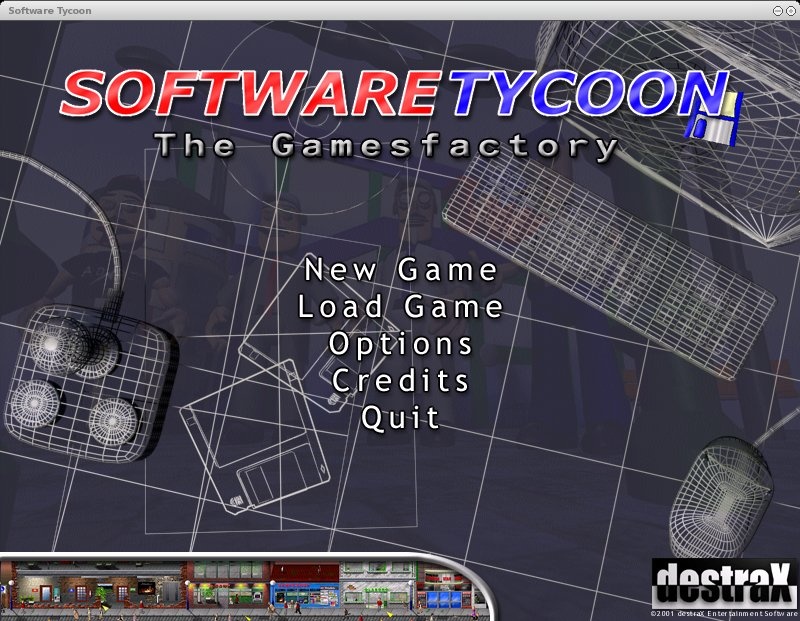 Software Tycoon
SOFTWARE TYCOON
The Gamesfactory
New Game
Load Game
Options
Credits
Quit
destraX
©2001 destraX Entertainment Software